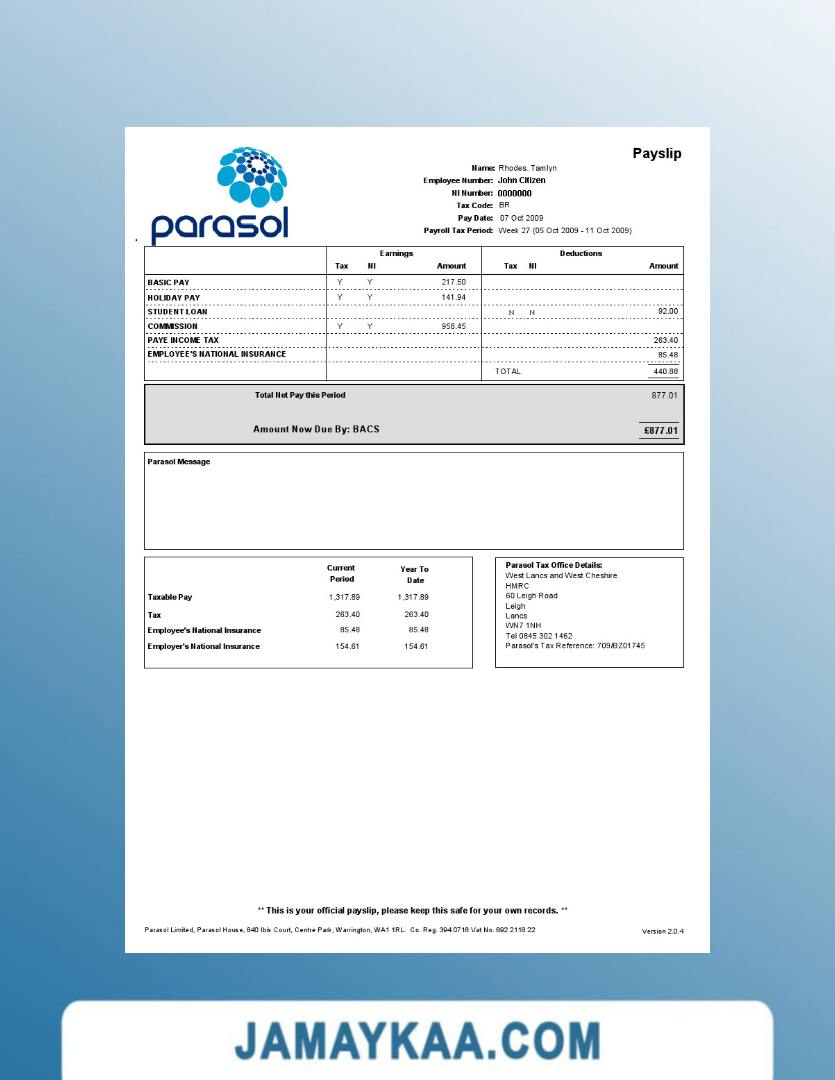 Payslip
parasol
Name: Rhodes, Tamlyn
Employee Number: John Citizen
NI Number: 0000000
Tax Code: BR
Pay Date: 07 Oct 2009
Payroll Tax Period: Week 27 (05 Oct 2009 - 11 Oct 2009)
Earnings Deductions
Tax NI Amount Tax NI Amount
BASIC PAY Y Y 217.50
HOLIDAY PAY Y Y 141.94
STUDENT LOAN N N 92.00
COMMISSION Y Y 958.45
PAYE INCOME TAX 263.40
EMPLOYEE'S NATIONAL INSURANCE 85.48
TOTAL 440.88
Total Net Pay this Period 877.01
Amount Now Due By: BACS £877.01
Parasol Message
Current Period Year To Date
Taxable Pay 1,317.89 1,317.89
Tax 263.40 263.40
Employee's National Insurance 85.48 85.48
Employer's National Insurance 154.61 154.61
Parasol Tax Office Details:
West Lancs and West Cheshire
HMRC
60 Leigh Road
Leigh
Lancs
WN7 1NH
Tel 0845 302 1462
Parasol's Tax Reference: 709/BZ01745
** This is your official payslip, please keep this safe for your own records. **
Parasol Limited, Parasol House, 840 Ibis Court, Centre Park, Warrington, WA1 1RL. Co. Reg. 394 0716 Vat No. 692 2118 22
Version 2.0.4
JAMAYKAA.COM